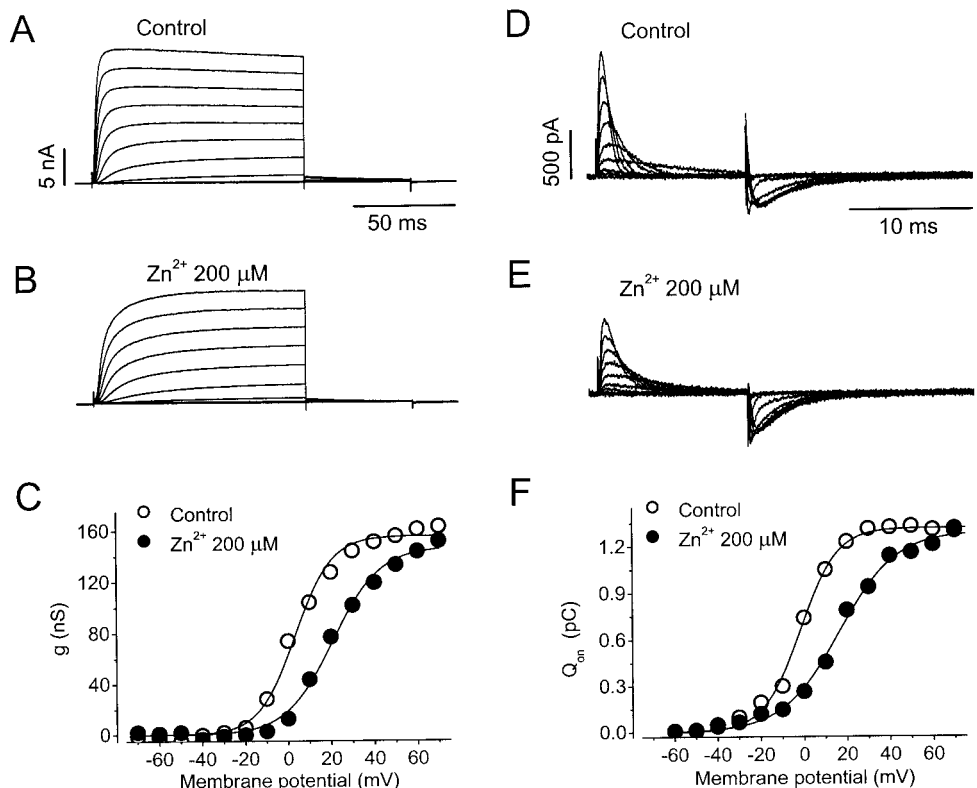 A
Control
5 nA
50 ms
B
Zn²⁺ 200 μM
C
Control
Zn²⁺ 200 μM
160
120
80
40
0
g (nS)
-60 -40 -20 0 20 40 60
Membrane potential (mV)
D
Control
500 pA
10 ms
E
Zn²⁺ 200 μM
F
Control
Zn²⁺ 200 μM
1.2
0.9
0.6
0.3
0.0
Qon (pC)
-60 -40 -20 0 20 40 60
Membrane potential (mV)